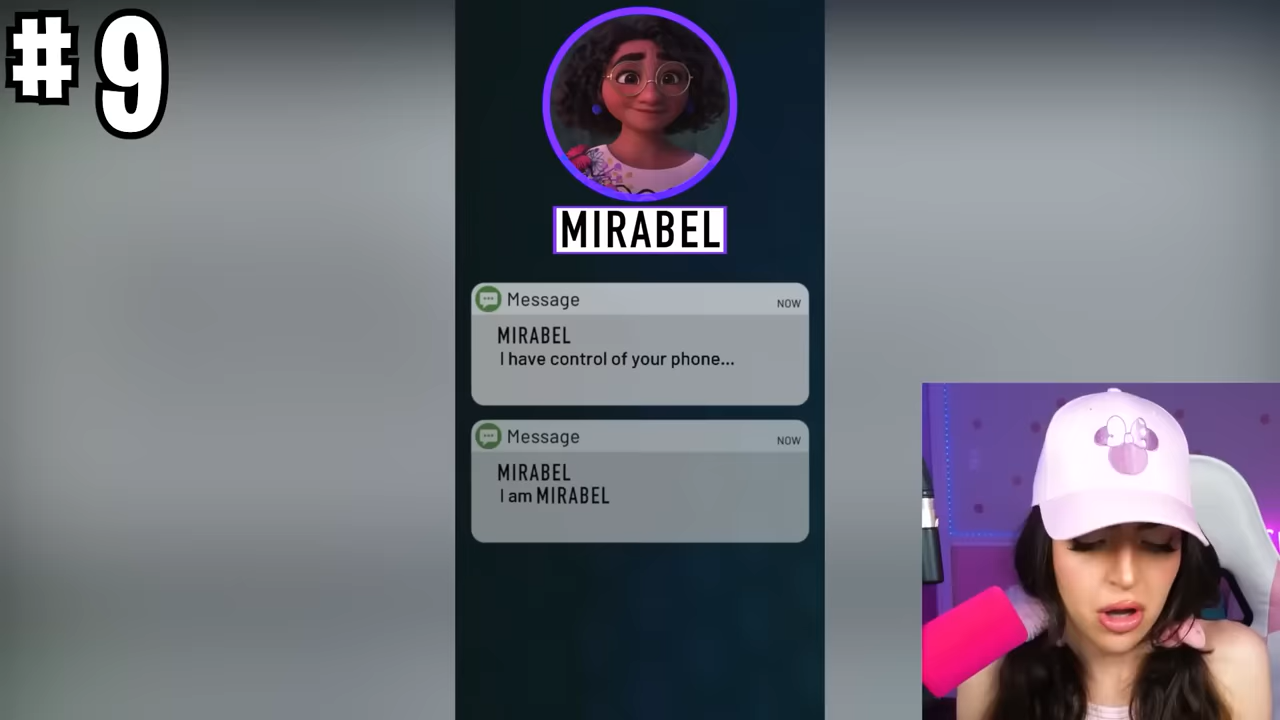 #9
MIRABEL
Message NOW
MIRABEL
I have control of your phone...
Message NOW
MIRABEL
I am MIRABEL